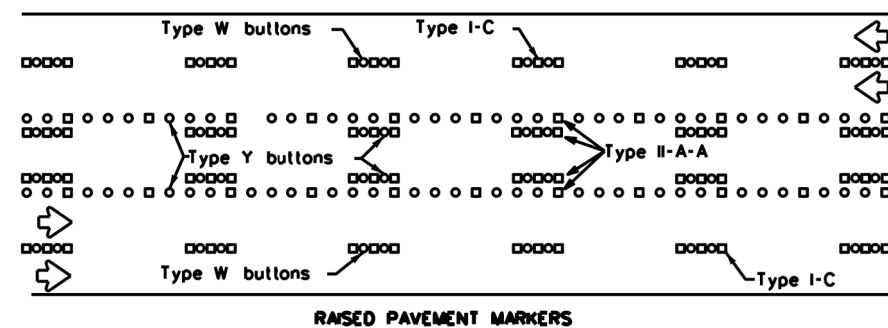 Type W buttons
Type I-C
Type Y buttons
Type II-A-A
Type W buttons
Type I-C
RAISED PAVEMENT MARKERS